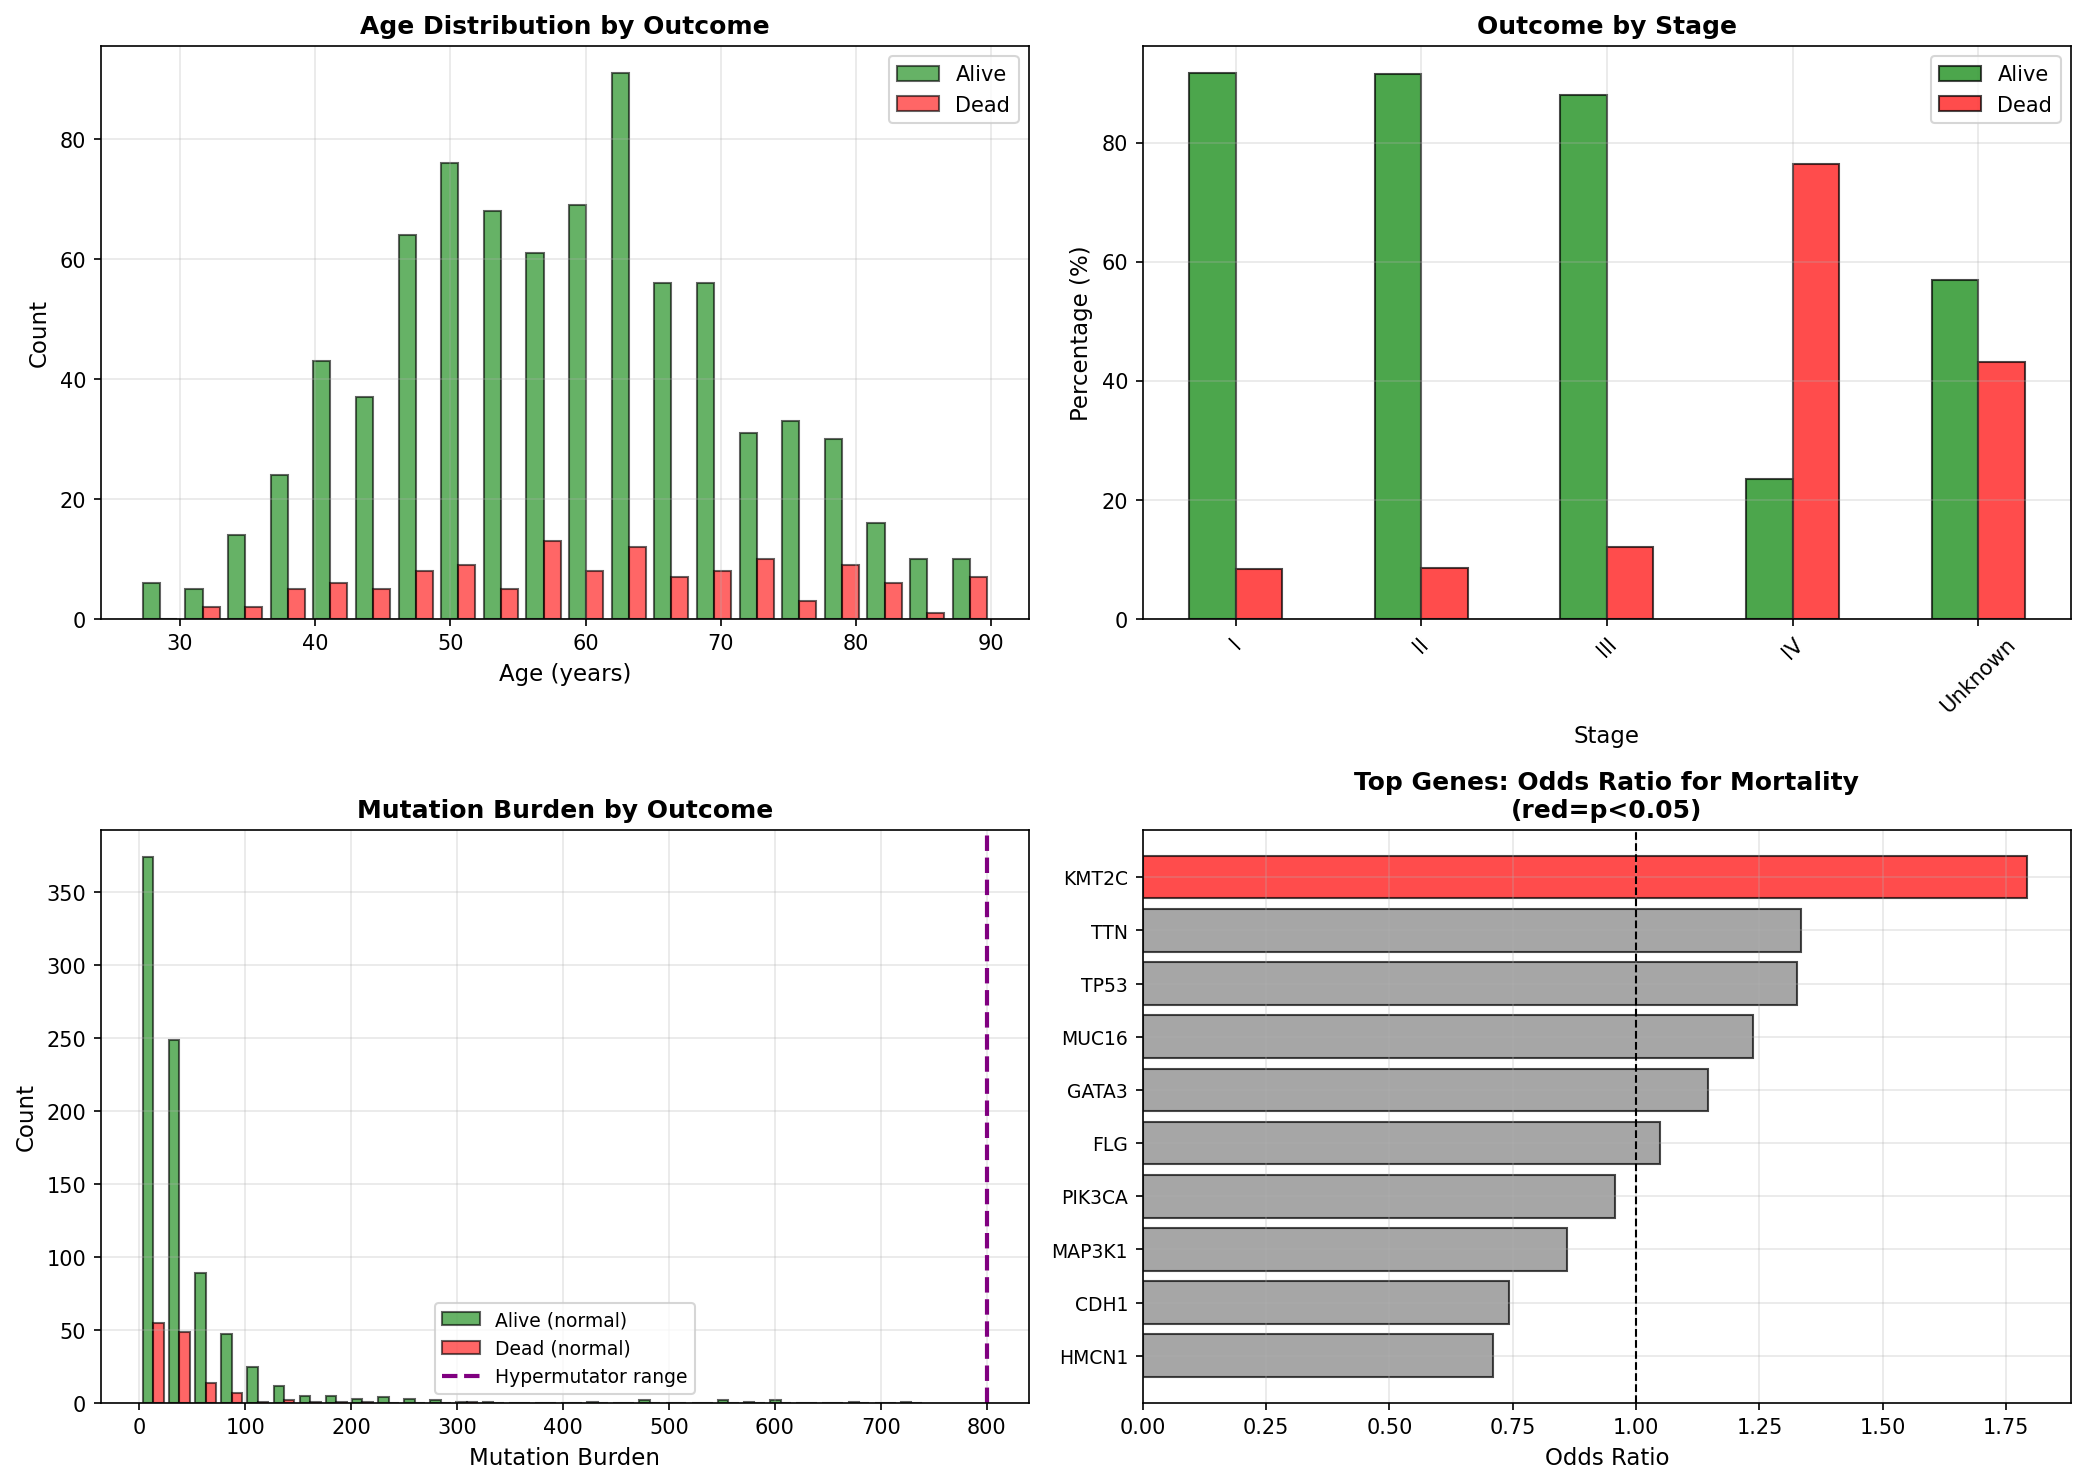 Age Distribution by Outcome
Alive
Dead
Count
0
20
40
60
80
30
40
50
60
70
80
90
Age (years)
Outcome by Stage
Alive
Dead
Percentage (%)
0
20
40
60
80
I
II
III
IV
Unknown
Stage
Mutation Burden by Outcome
Count
0
50
100
150
200
250
300
350
Alive (normal)
Dead (normal)
Hypermutator range
0
100
200
300
400
500
600
700
800
Mutation Burden
Top Genes: Odds Ratio for Mortality
(red=p<0.05)
KMT2C
TTN
TP53
MUC16
GATA3
FLG
PIK3CA
MAP3K1
CDH1
HMCN1
0.00
0.25
0.50
0.75
1.00
1.25
1.50
1.75
Odds Ratio